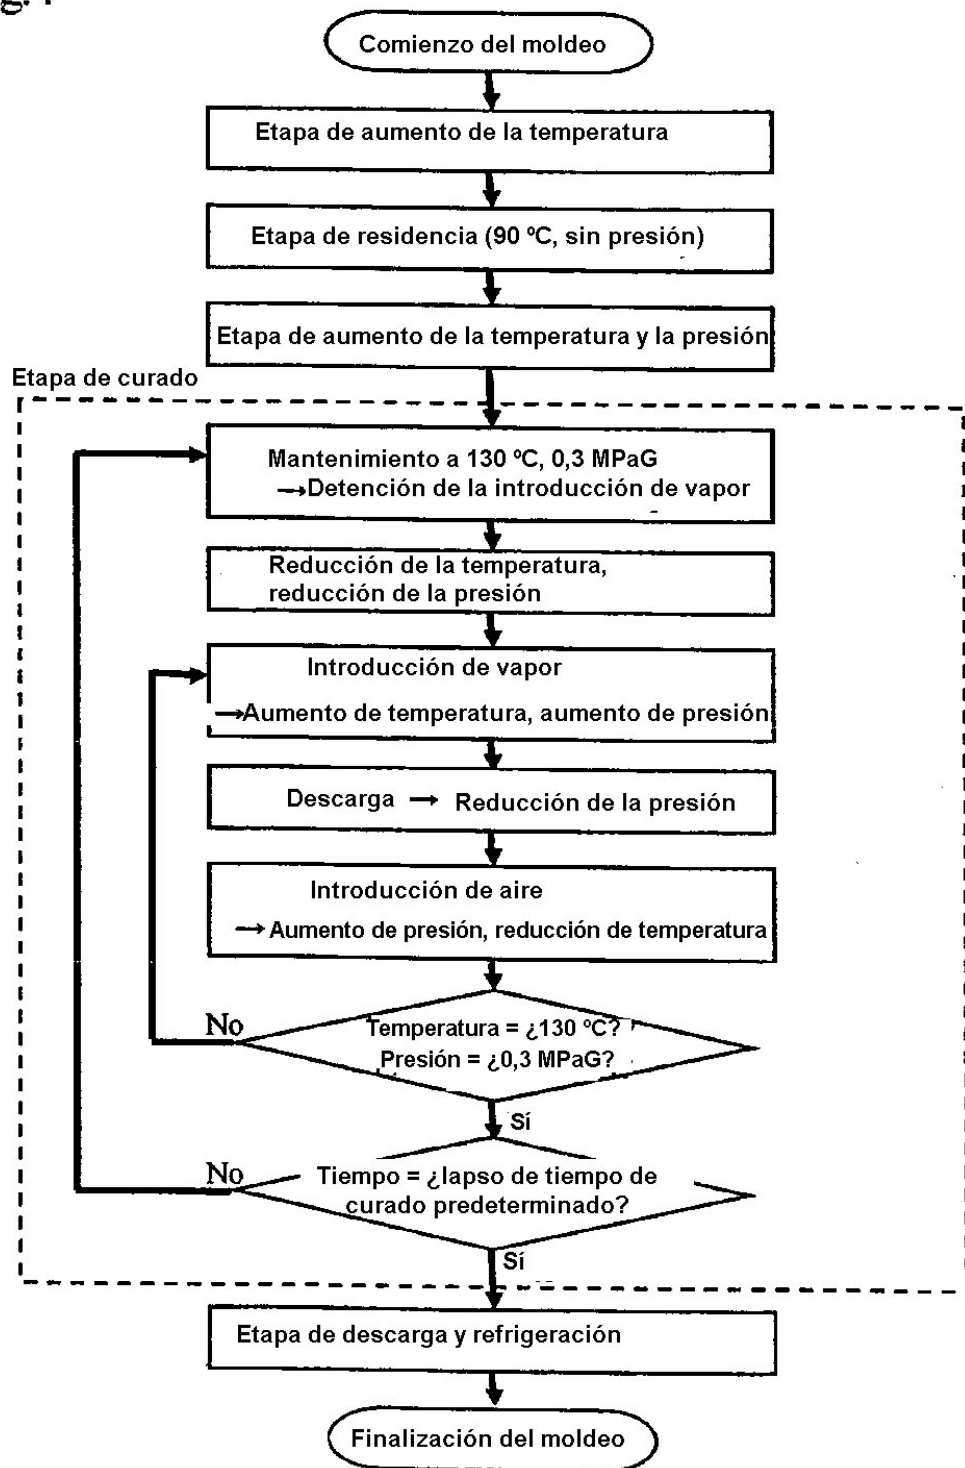 Comienzo del moldeo
Etapa de aumento de la temperatura
Etapa de residencia (90 ºC, sin presión)
Etapa de aumento de la temperatura y la presión
Etapa de curado
Mantenimiento a 130 ºC, 0,3 MPaG
→Detención de la introducción de vapor
Reducción de la temperatura,
reducción de la presión
Introducción de vapor
→Aumento de temperatura, aumento de presión
Descarga → Reducción de la presión
Introducción de aire
→Aumento de presión, reducción de temperatura
No
Temperatura = ¿130 ºC?
Presión = ¿0,3 MPaG?
Sí
No
Tiempo = ¿lapso de tiempo de
curado predeterminado?
Sí
Etapa de descarga y refrigeración
Finalización del moldeo